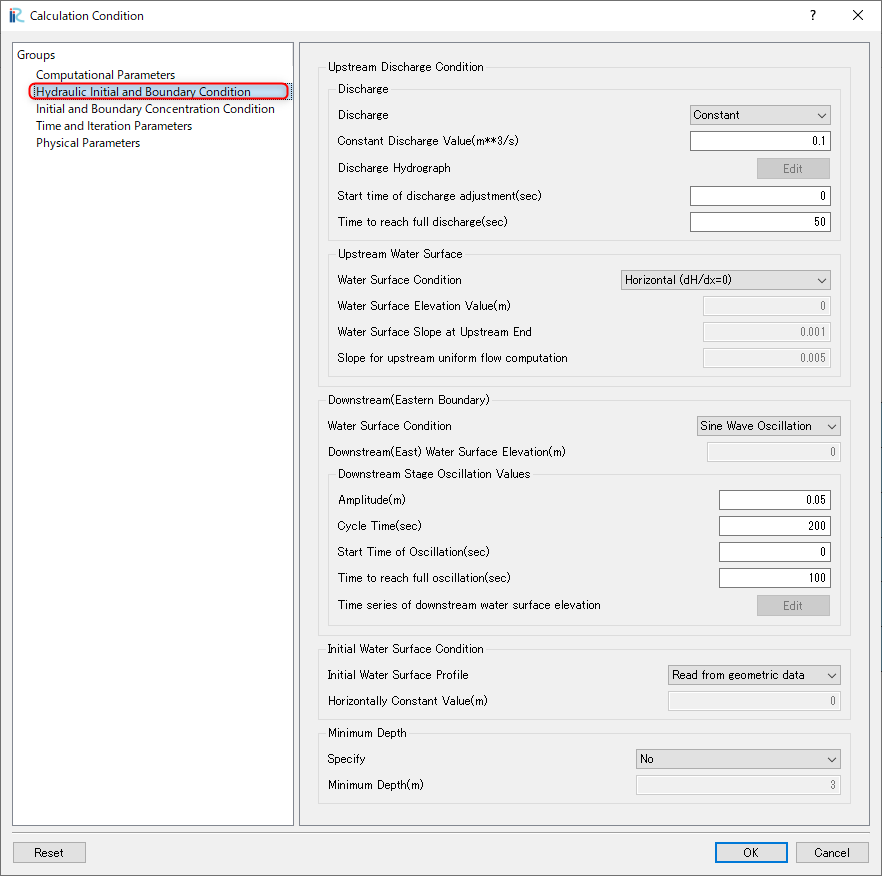 Calculation Condition
?
Groups
Computational Parameters
Hydraulic Initial and Boundary Condition
Initial and Boundary Concentration Condition
Time and Iteration Parameters
Physical Parameters
Upstream Discharge Condition
Discharge
Discharge Constant
Constant Discharge Value(m**3/s) 0.1
Discharge Hydrograph Edit
Start time of discharge adjustment(sec) 0
Time to reach full discharge(sec) 50
Upstream Water Surface
Water Surface Condition Horizontal (dH/dx=0)
Water Surface Elevation Value(m) 0
Water Surface Slope at Upstream End 0.001
Slope for upstream uniform flow computation 0.005
Downstream(Eastern Boundary)
Water Surface Condition Sine Wave Oscillation
Downstream(East) Water Surface Elevation(m) 0
Downstream Stage Oscillation Values
Amplitude(m) 0.05
Cycle Time(sec) 200
Start Time of Oscillation(sec) 0
Time to reach full oscillation(sec) 100
Time series of downstream water surface elevation Edit
Initial Water Surface Condition
Initial Water Surface Profile Read from geometric data
Horizontally Constant Value(m) 0
Minimum Depth
Specify No
Minimum Depth(m) 3
Reset OK Cancel